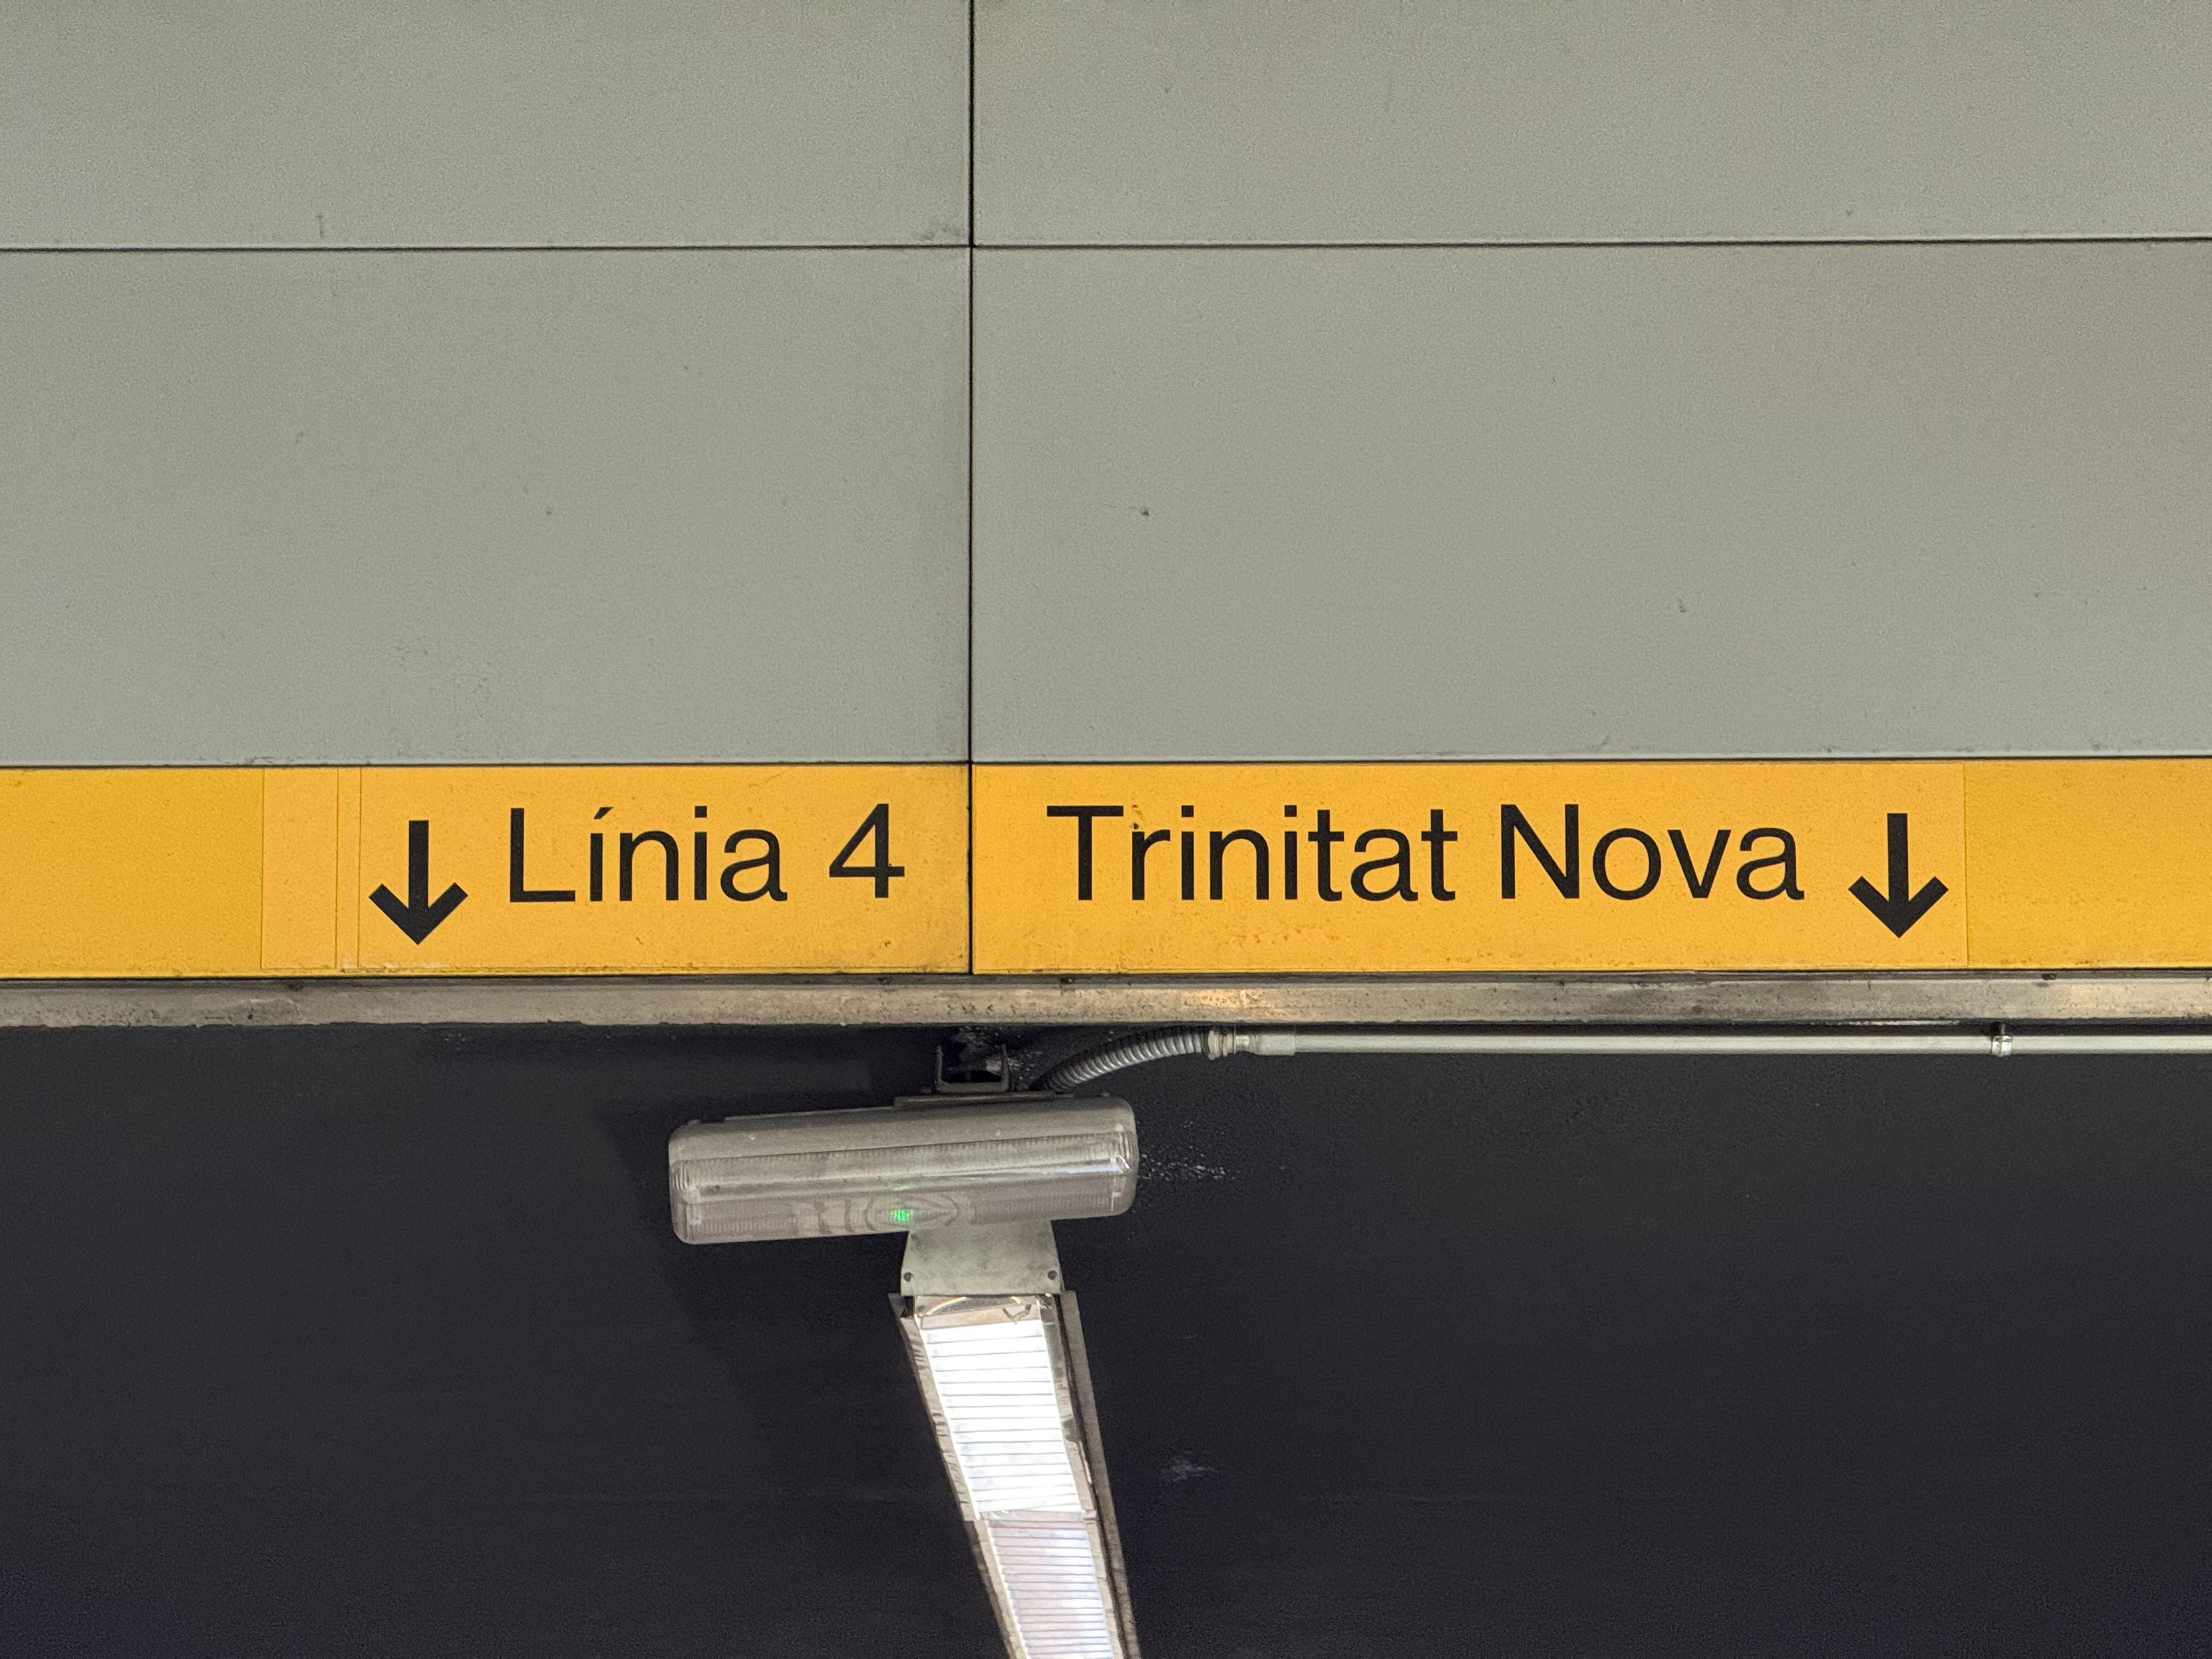 ↓ Línia 4 Trinitat Nova ↓